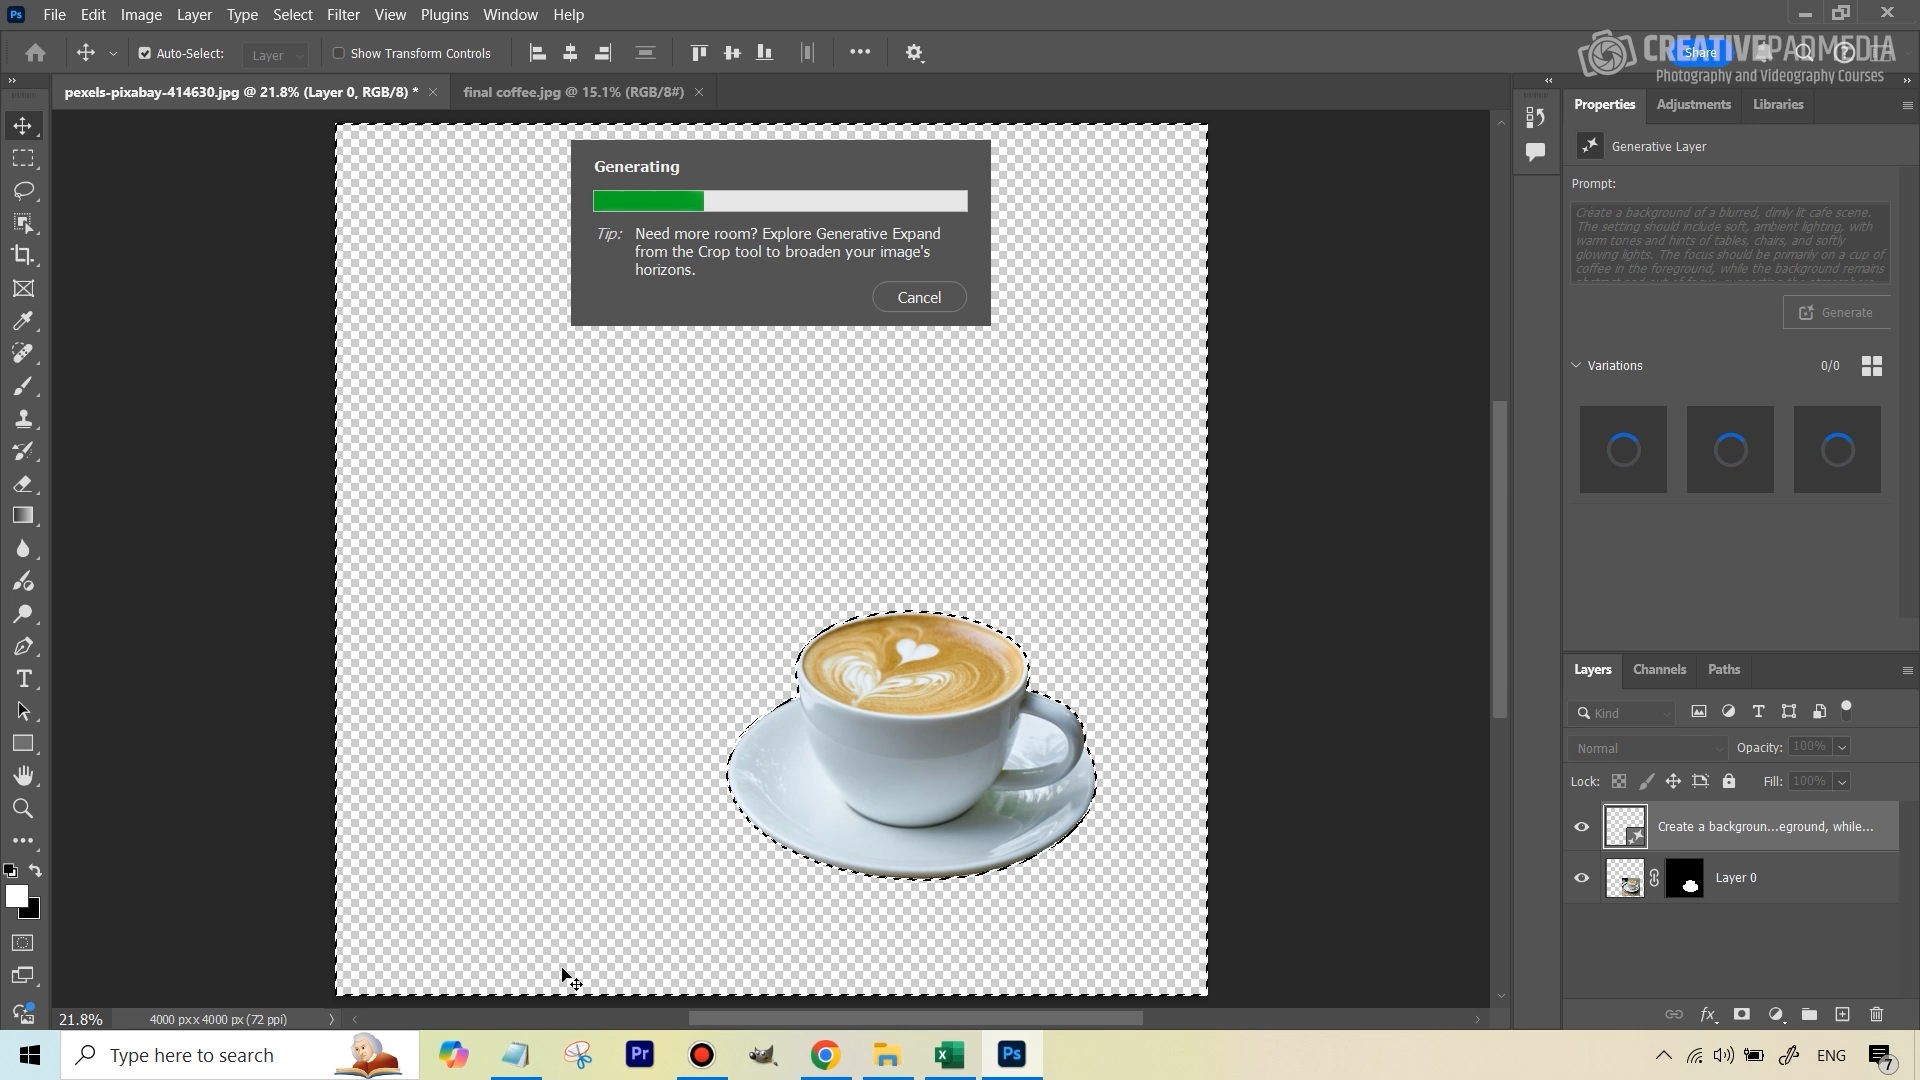 Ps File Edit Image Layer Type Select Filter View Plugins Window Help
Auto-Select: Layer Show Transform Controls
Share
CREATIVEPADMEDIA
Photography and Videography Courses
pexels-pixabay-414630.jpg @ 21.8% (Layer 0, RGB/8) *
final coffee.jpg @ 15.1% (RGB/8#)
Properties Adjustments Libraries
Generative Layer
Prompt:
Create a background of a blurred, dimly lit cafe scene.
The setting should include soft, ambient lighting, with
warm tones and hints of tables, chairs, and softly
glowing lights. The focus should be primarily on a cup of
coffee in the foreground, while the background remains
Generate
Variations 0/0
Generating
Tip: Need more room? Explore Generative Expand
from the Crop tool to broaden your image's
horizons.
Cancel
Layers Channels Paths
Kind
Normal Opacity: 100%
Lock: Fill: 100%
Create a backgroun...eground, while...
Layer 0
fx
21.8% 4000 px x 4000 px (72 ppi)
Type here to search
Pr
Ps
ENG
7